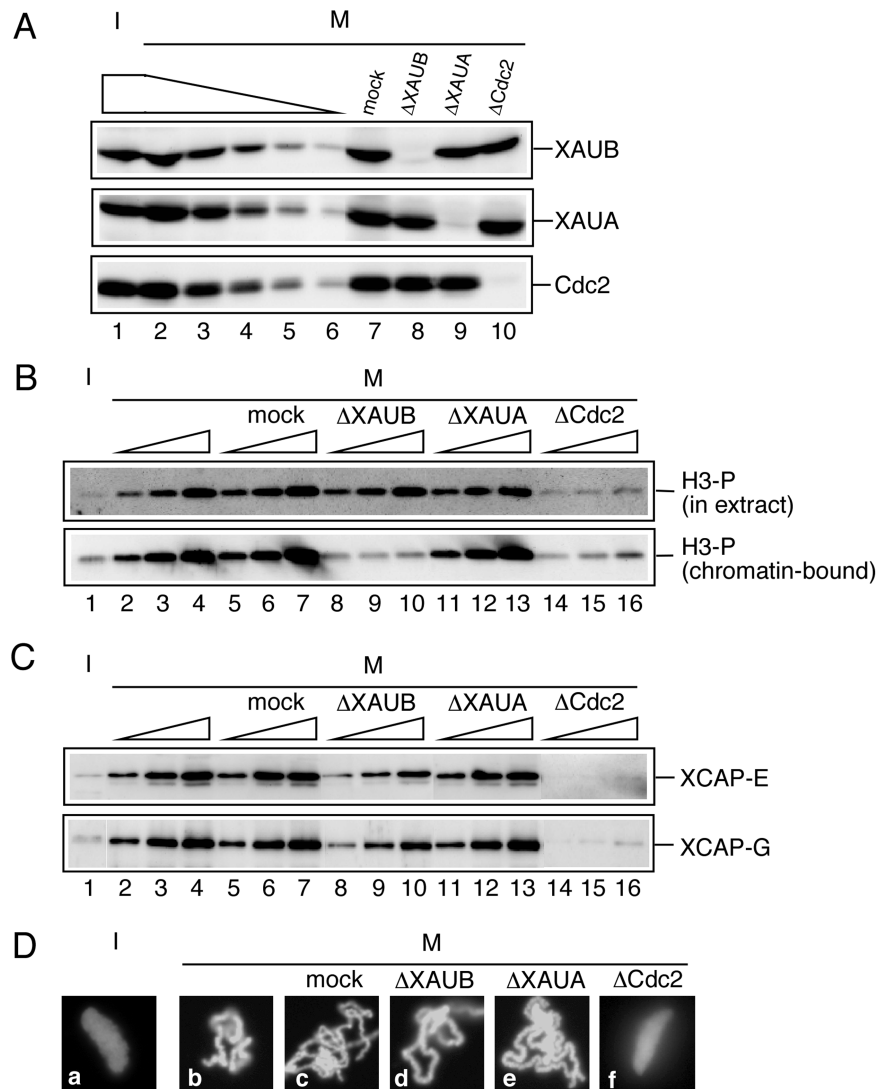 A
I M
mock ΔXAUB ΔXAUA ΔCdc2
XAUB
XAUA
Cdc2
1 2 3 4 5 6 7 8 9 10
B
I M
mock ΔXAUB ΔXAUA ΔCdc2
H3-P
(in extract)
H3-P
(chromatin-bound)
1 2 3 4 5 6 7 8 9 10 11 12 13 14 15 16
C
I M
mock ΔXAUB ΔXAUA ΔCdc2
XCAP-E
XCAP-G
1 2 3 4 5 6 7 8 9 10 11 12 13 14 15 16
D
I M
mock ΔXAUB ΔXAUA ΔCdc2
a b c d e f